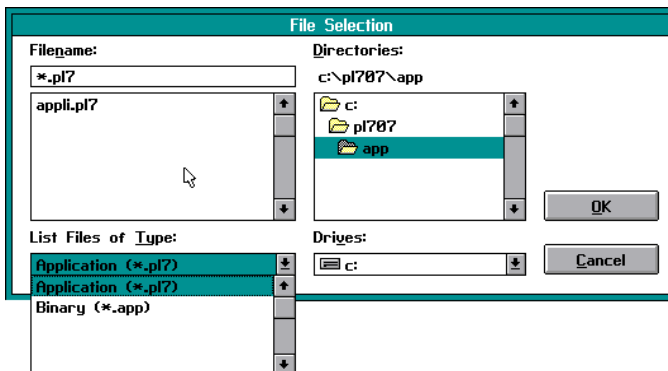 File Selection
Filename:
*.pl7
appli.pl7
Directories:
c:\pl707\app
c:
pl707
app
OK
Cancel
List Files of Type:
Application (*.pl7)
Application (*.pl7)
Binary (*.app)
Drives:
c: